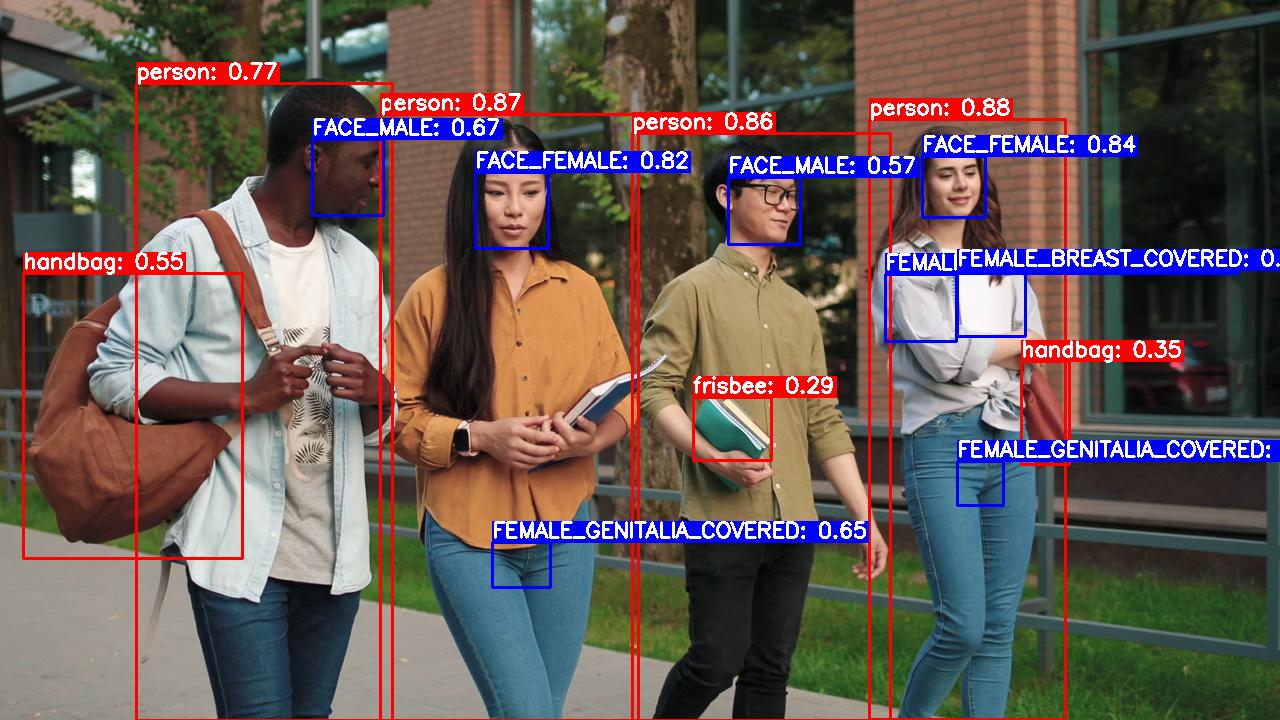 person: 0.77
person: 0.87
person: 0.88
person: 0.86
FACE_MALE: 0.67
FACE_FEMALE: 0.84
FACE_FEMALE: 0.82
FACE_MALE: 0.57
handbag: 0.55
FEMAL
FEMALE_BREAST_COVERED: 0.
handbag: 0.35
frisbee: 0.29
FEMALE_GENITALIA_COVERED:
FEMALE_GENITALIA_COVERED: 0.65